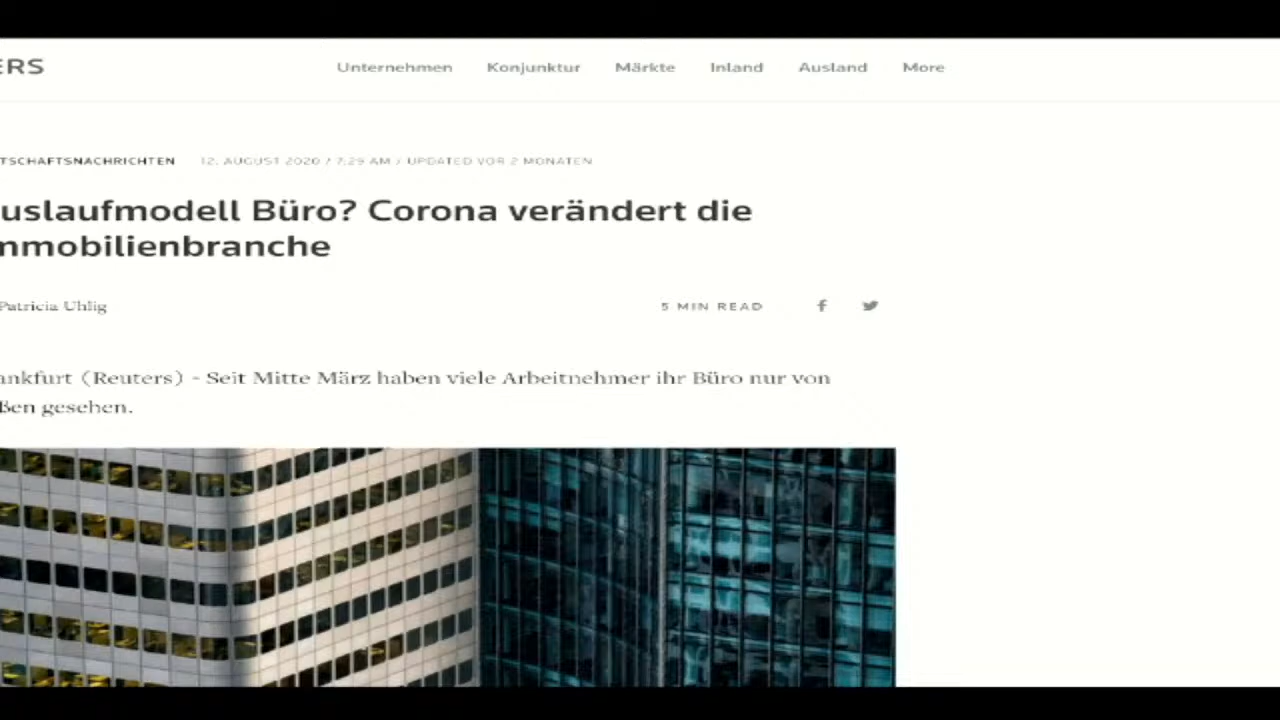 ERS
Unternehmen Konjunktur Märkte Inland Ausland More
TSCHAFTSNACHRICHTEN 12. AUGUST 2020 / 7:29 AM / UPDATED VOR 2 MONATEN
uslaufmodell Büro? Corona verändert die
mmobilienbranche
Patricia Uhlig
5 MIN READ
ankfurt (Reuters) - Seit Mitte März haben viele Arbeitnehmer ihr Büro nur von
ßen gesehen.